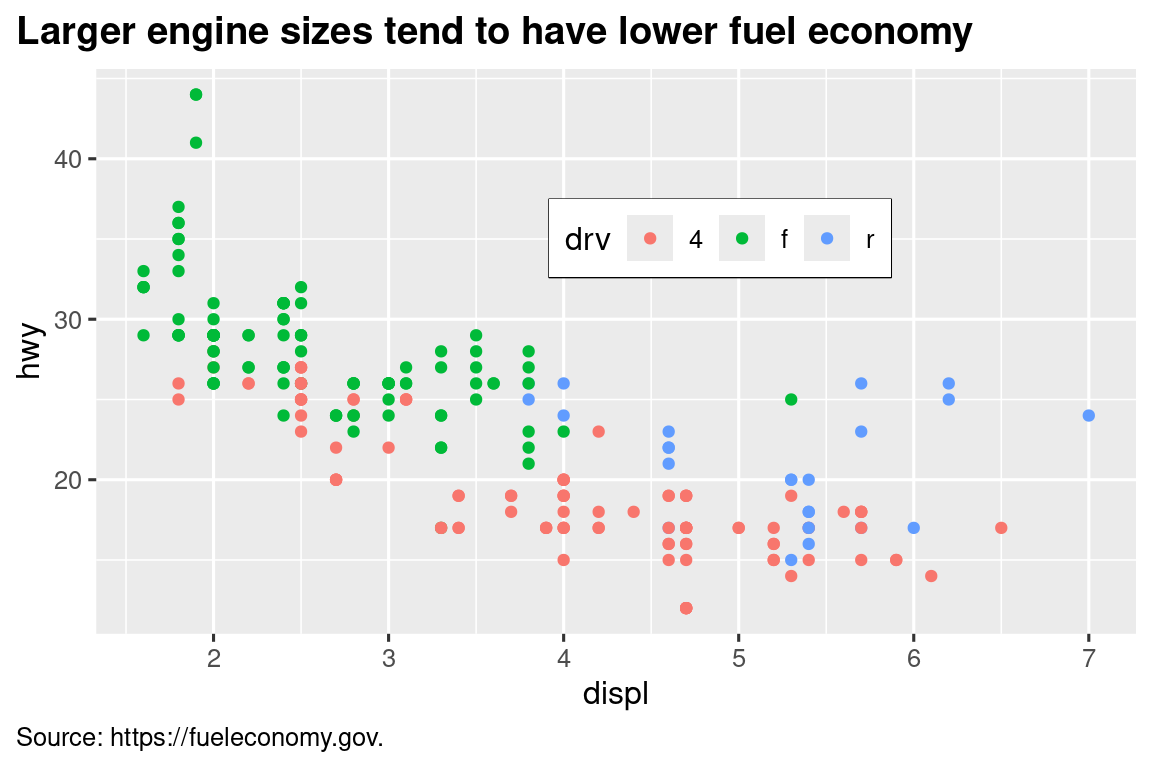 Larger engine sizes tend to have lower fuel economy
hwy
40
30
20
drv 4 f r
2 3 4 5 6 7
displ
Source: https://fueleconomy.gov.